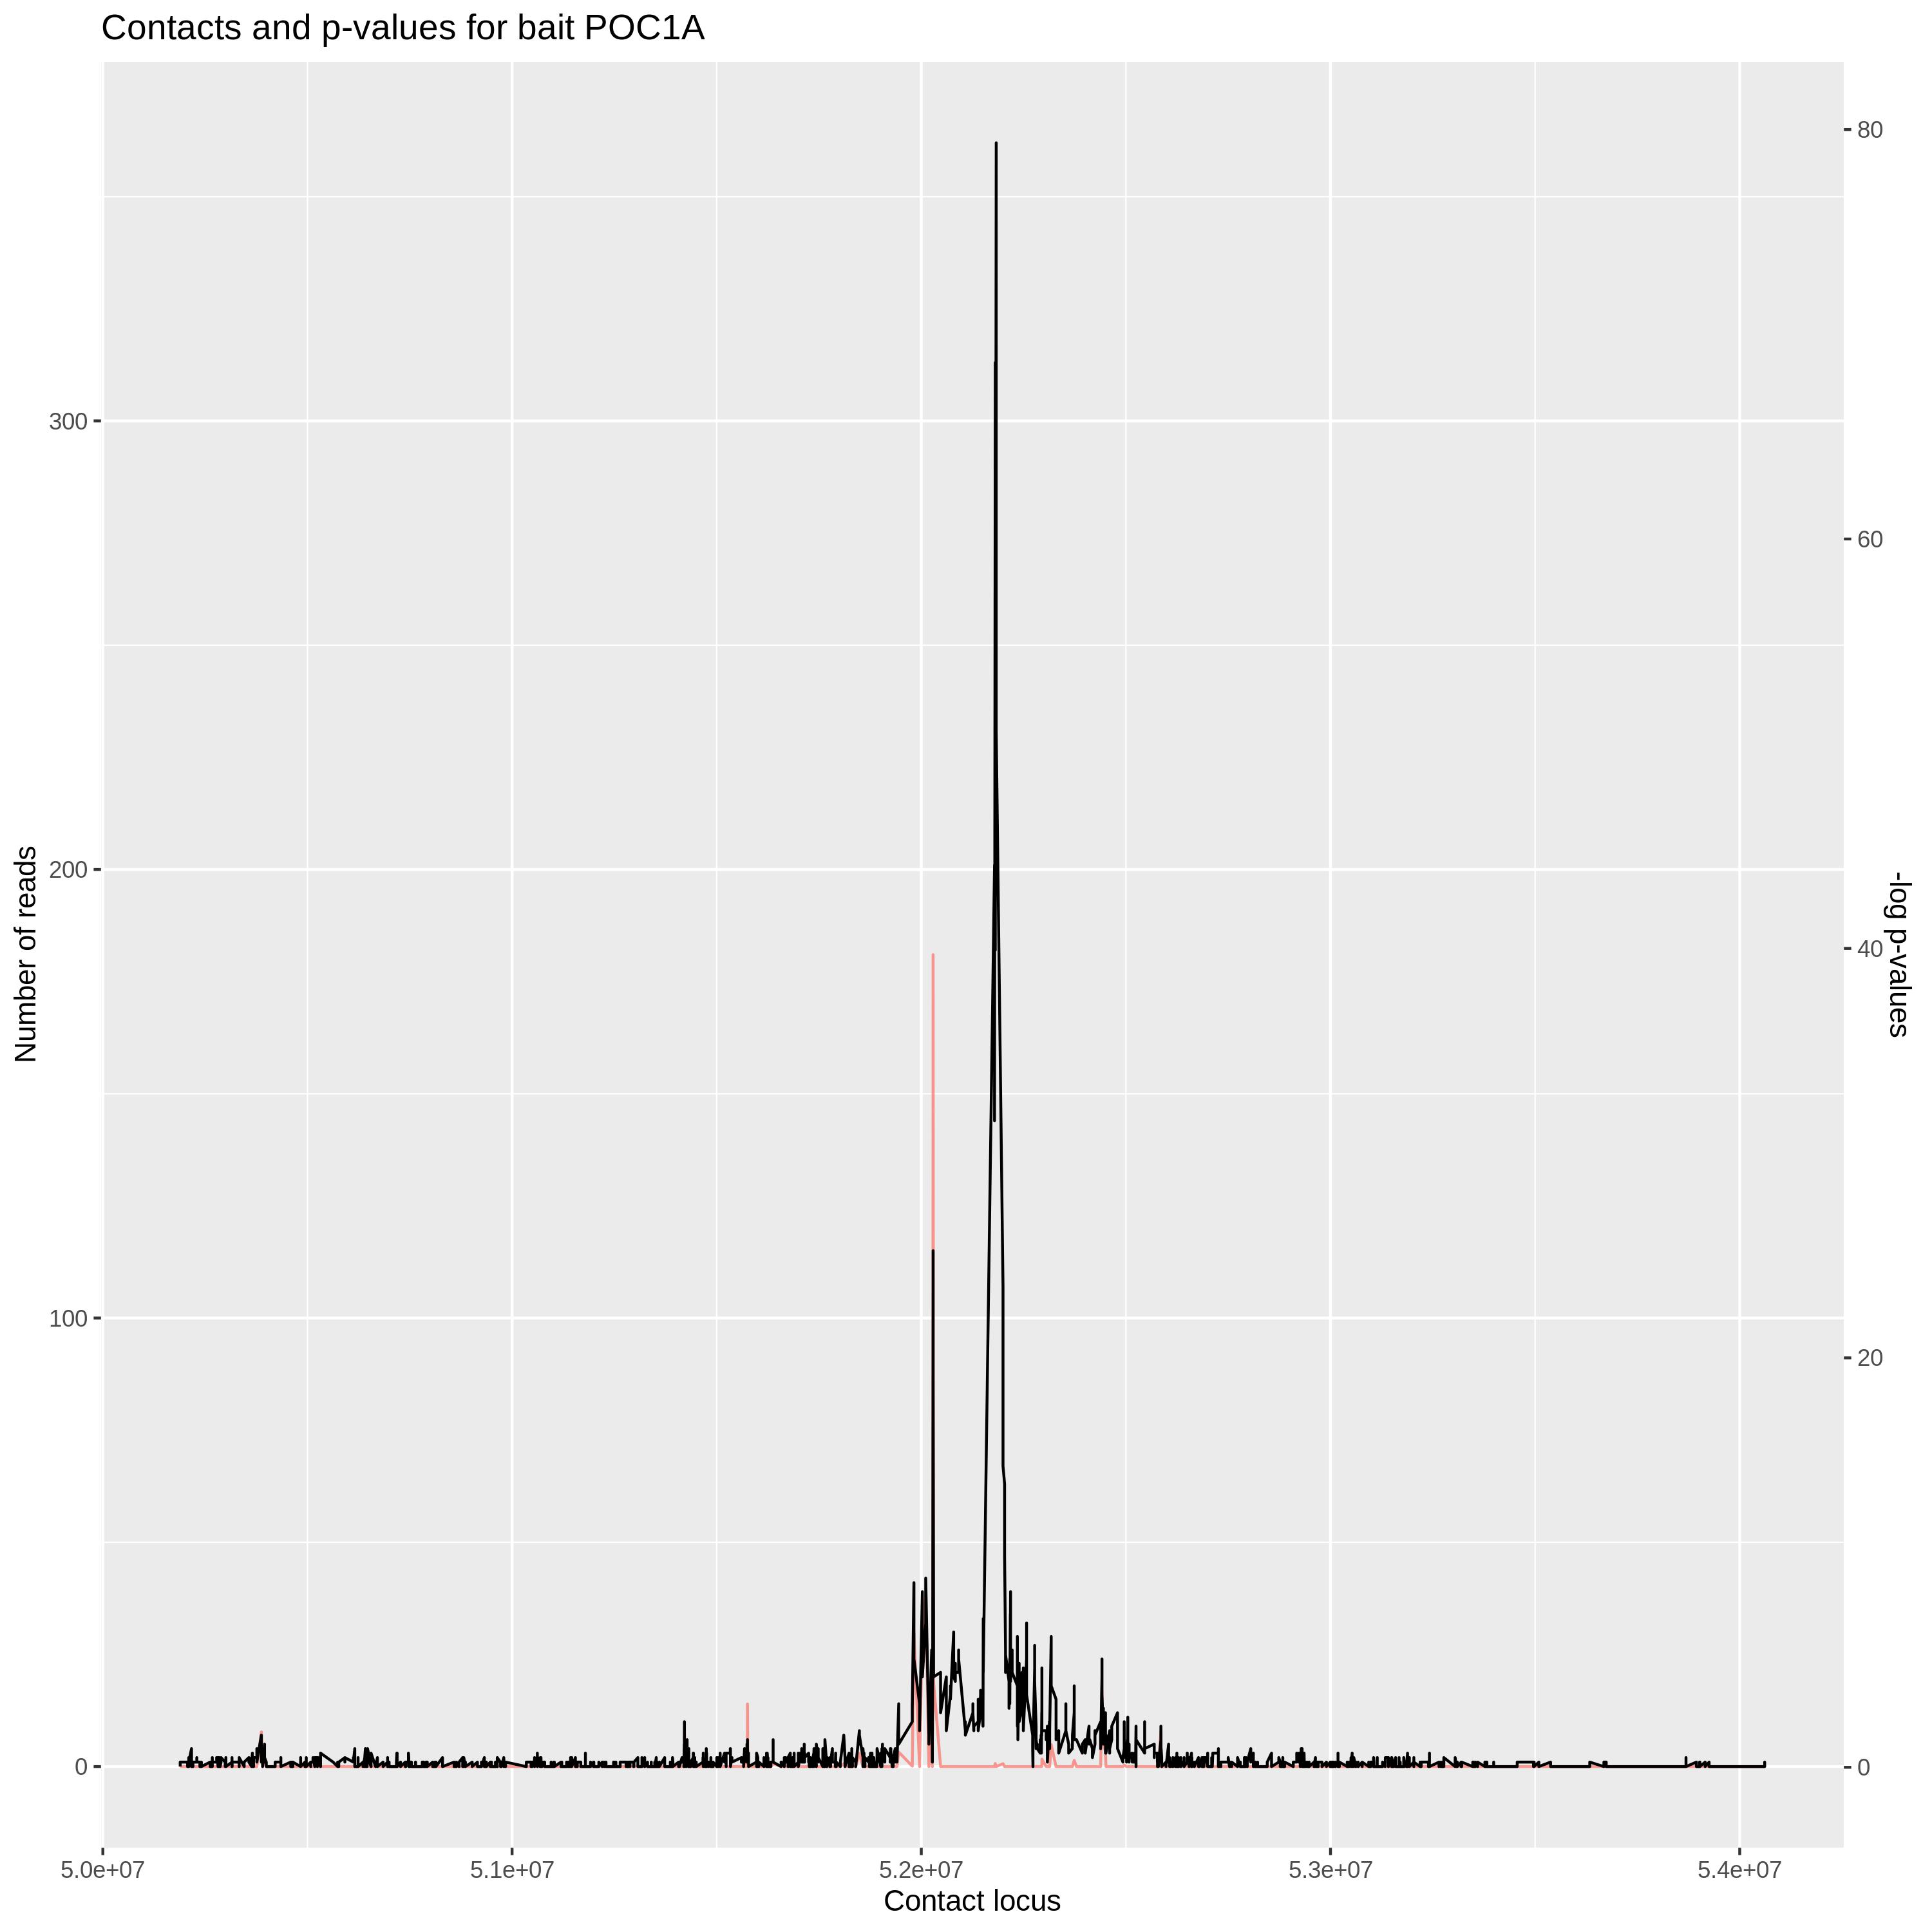 Contacts and p-values for bait POC1A
Number of reads
300
200
100
0
80
60
40
20
0
-log p-values
5.0e+07 5.1e+07 5.2e+07 5.3e+07 5.4e+07
Contact locus